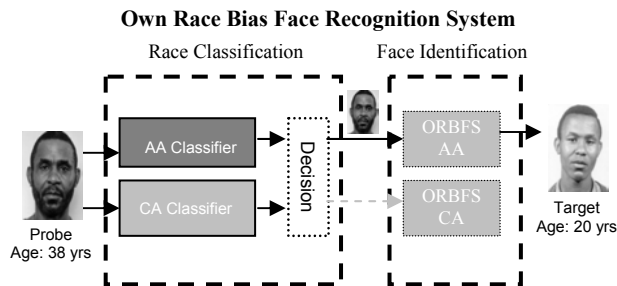 Own Race Bias Face Recognition System
Race Classification
Face Identification
AA Classifier
CA Classifier
Decision
ORBFS
AA
ORBFS
CA
Probe
Age: 38 yrs
Target
Age: 20 yrs